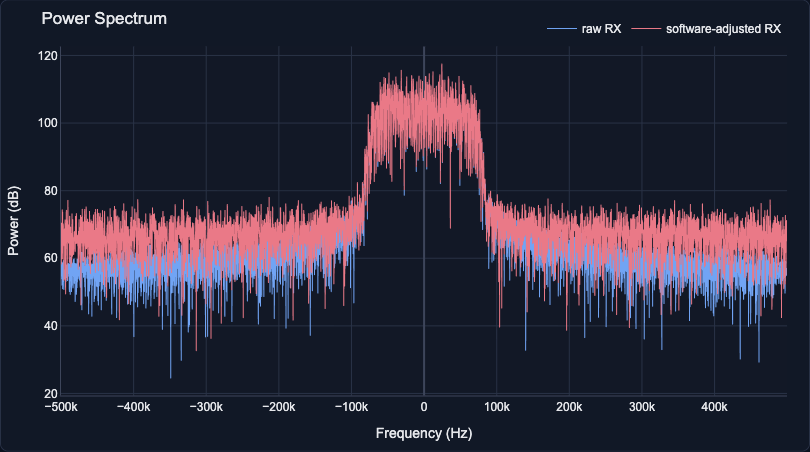 Power Spectrum
raw RX
software-adjusted RX
120
100
80
60
40
20
Power (dB)
−500k
−400k
−300k
−200k
−100k
0
100k
200k
300k
400k
Frequency (Hz)